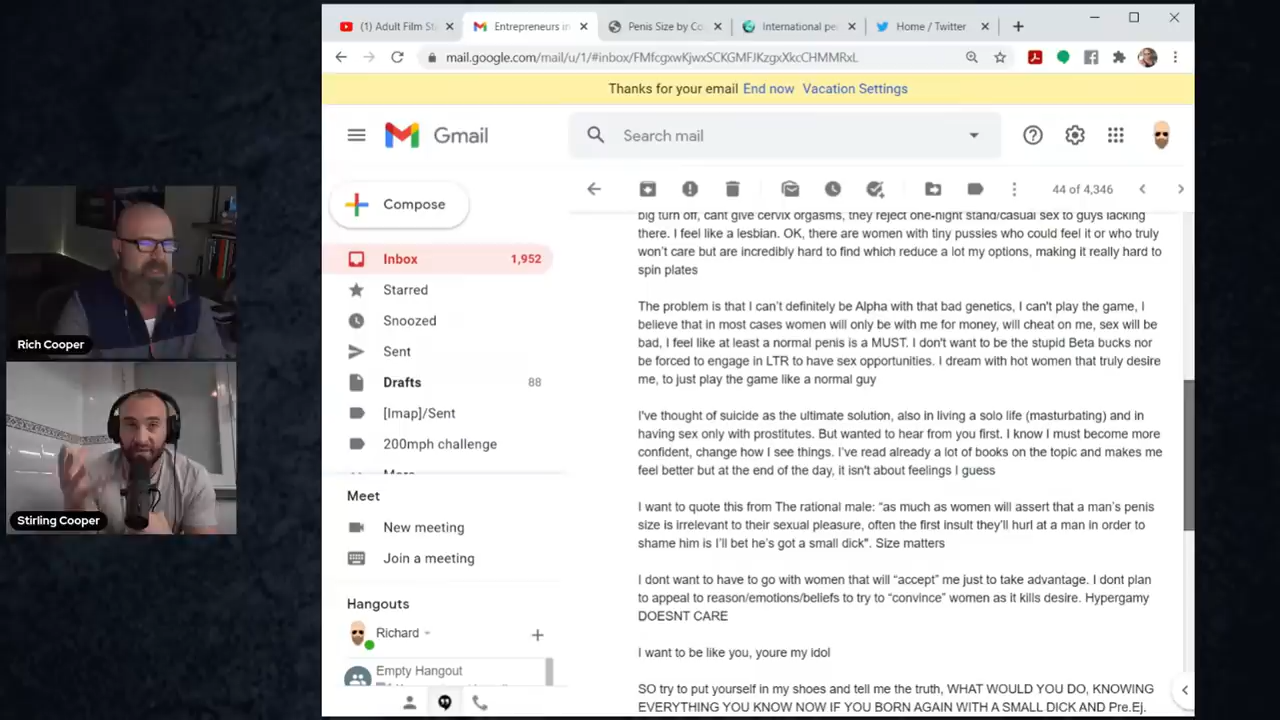 (1) Adult Film St
Entrepreneurs in
Penis Size by Co
International pe
Home / Twitter
mail.google.com/mail/u/1/#inbox/FMfcgxwKjwxSCKGMFJKzgxXkcCHMMRxL
Thanks for your email End now Vacation Settings
Gmail
Search mail
Compose
44 of 4,346
Inbox 1,952
Starred
Snoozed
Sent
Drafts 88
[Imap]/Sent
200mph challenge
More
Meet
New meeting
Join a meeting
Hangouts
Richard
Empty Hangout
big turn off, cant give cervix orgasms, they reject one-night stand/casual sex to guys lacking
there. I feel like a lesbian. OK, there are women with tiny pussies who could feel it or who truly
won't care but are incredibly hard to find which reduce a lot my options, making it really hard to
spin plates
The problem is that I can't definitely be Alpha with that bad genetics, I can't play the game, I
believe that in most cases women will only be with me for money, will cheat on me, sex will be
bad, I feel like at least a normal penis is a MUST. I don't want to be the stupid Beta bucks nor
be forced to engage in LTR to have sex opportunities. I dream with hot women that truly desire
me, to just play the game like a normal guy
I've thought of suicide as the ultimate solution, also in living a solo life (masturbating) and in
having sex only with prostitutes. But wanted to hear from you first. I know I must become more
confident, change how I see things. I've read already a lot of books on the topic and makes me
feel better but at the end of the day, it isn't about feelings I guess
I want to quote this from The rational male: “as much as women will assert that a man's penis
size is irrelevant to their sexual pleasure, often the first insult they'll hurl at a man in order to
shame him is I'll bet he's got a small dick". Size matters
I dont want to have to go with women that will “accept” me just to take advantage. I dont plan
to appeal to reason/emotions/beliefs to try to “convince” women as it kills desire. Hypergamy
DOESNT CARE
I want to be like you, youre my idol
SO try to put yourself in my shoes and tell me the truth, WHAT WOULD YOU DO, KNOWING
EVERYTHING YOU KNOW NOW IF YOU BORN AGAIN WITH A SMALL DICK AND Pre.Ej.
Rich Cooper
Stirling Cooper